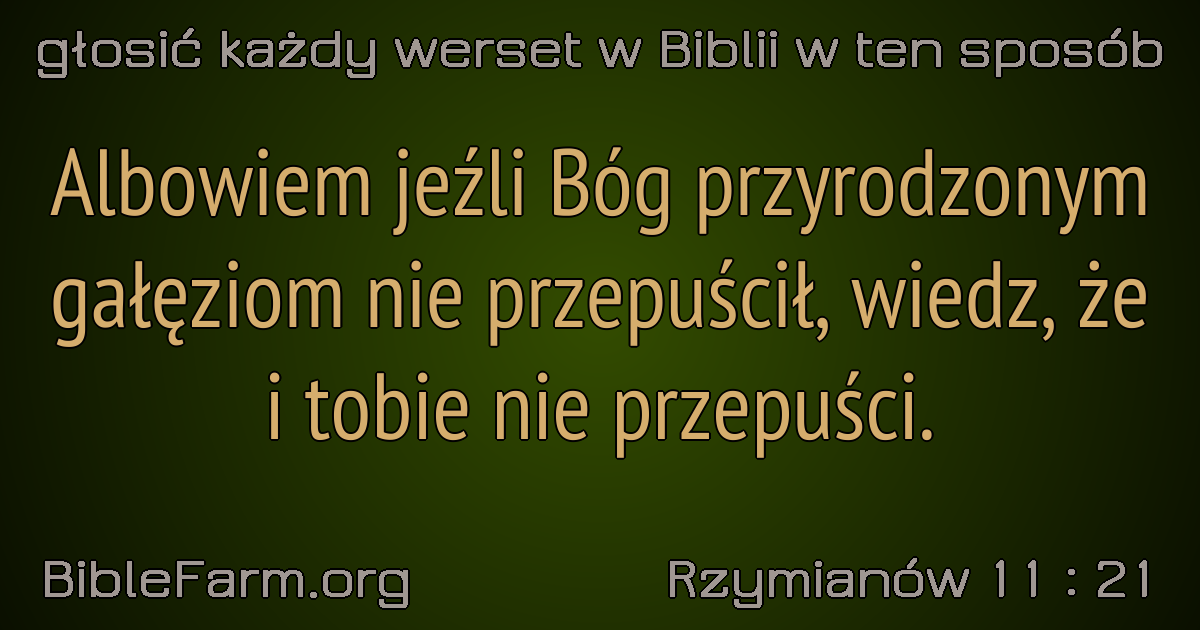 głosić każdy werset w Biblii w ten sposób
Albowiem jeźli Bóg przyrodzonym
gałęziom nie przepuścił, wiedz, że
i tobie nie przepuści.
BibleFarm.org
Rzymianów 11 : 21